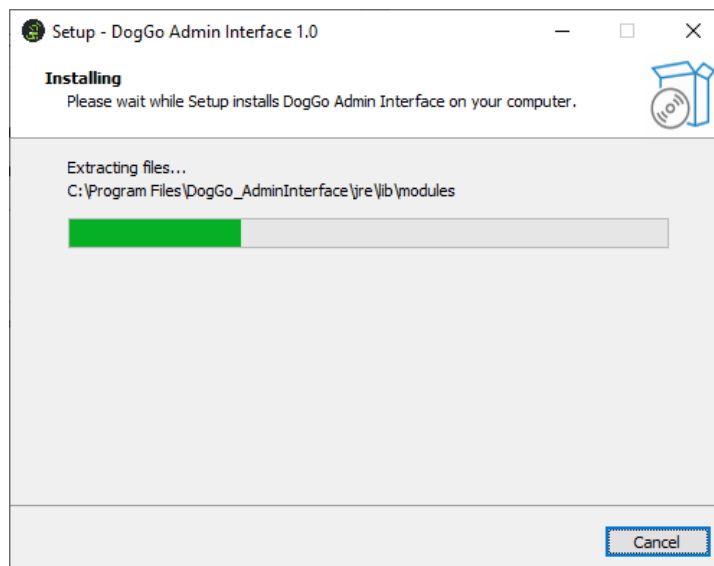 Setup - DogGo Admin Interface 1.0
Installing
Please wait while Setup installs DogGo Admin Interface on your computer.
Extracting files...
C:\Program Files\DogGo_AdminInterface\jre\lib\modules
Cancel